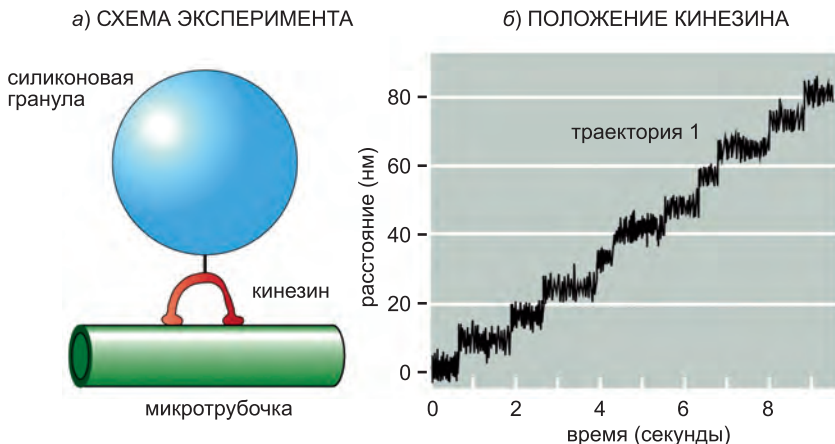 а) СХЕМА ЭКСПЕРИМЕНТА
силиконовая
гранула
кинезин
микротрубочка
б) ПОЛОЖЕНИЕ КИНЕЗИНА
расстояние (нм)
80
60
40
20
0
траектория 1
0 2 4 6 8
время (секунды)